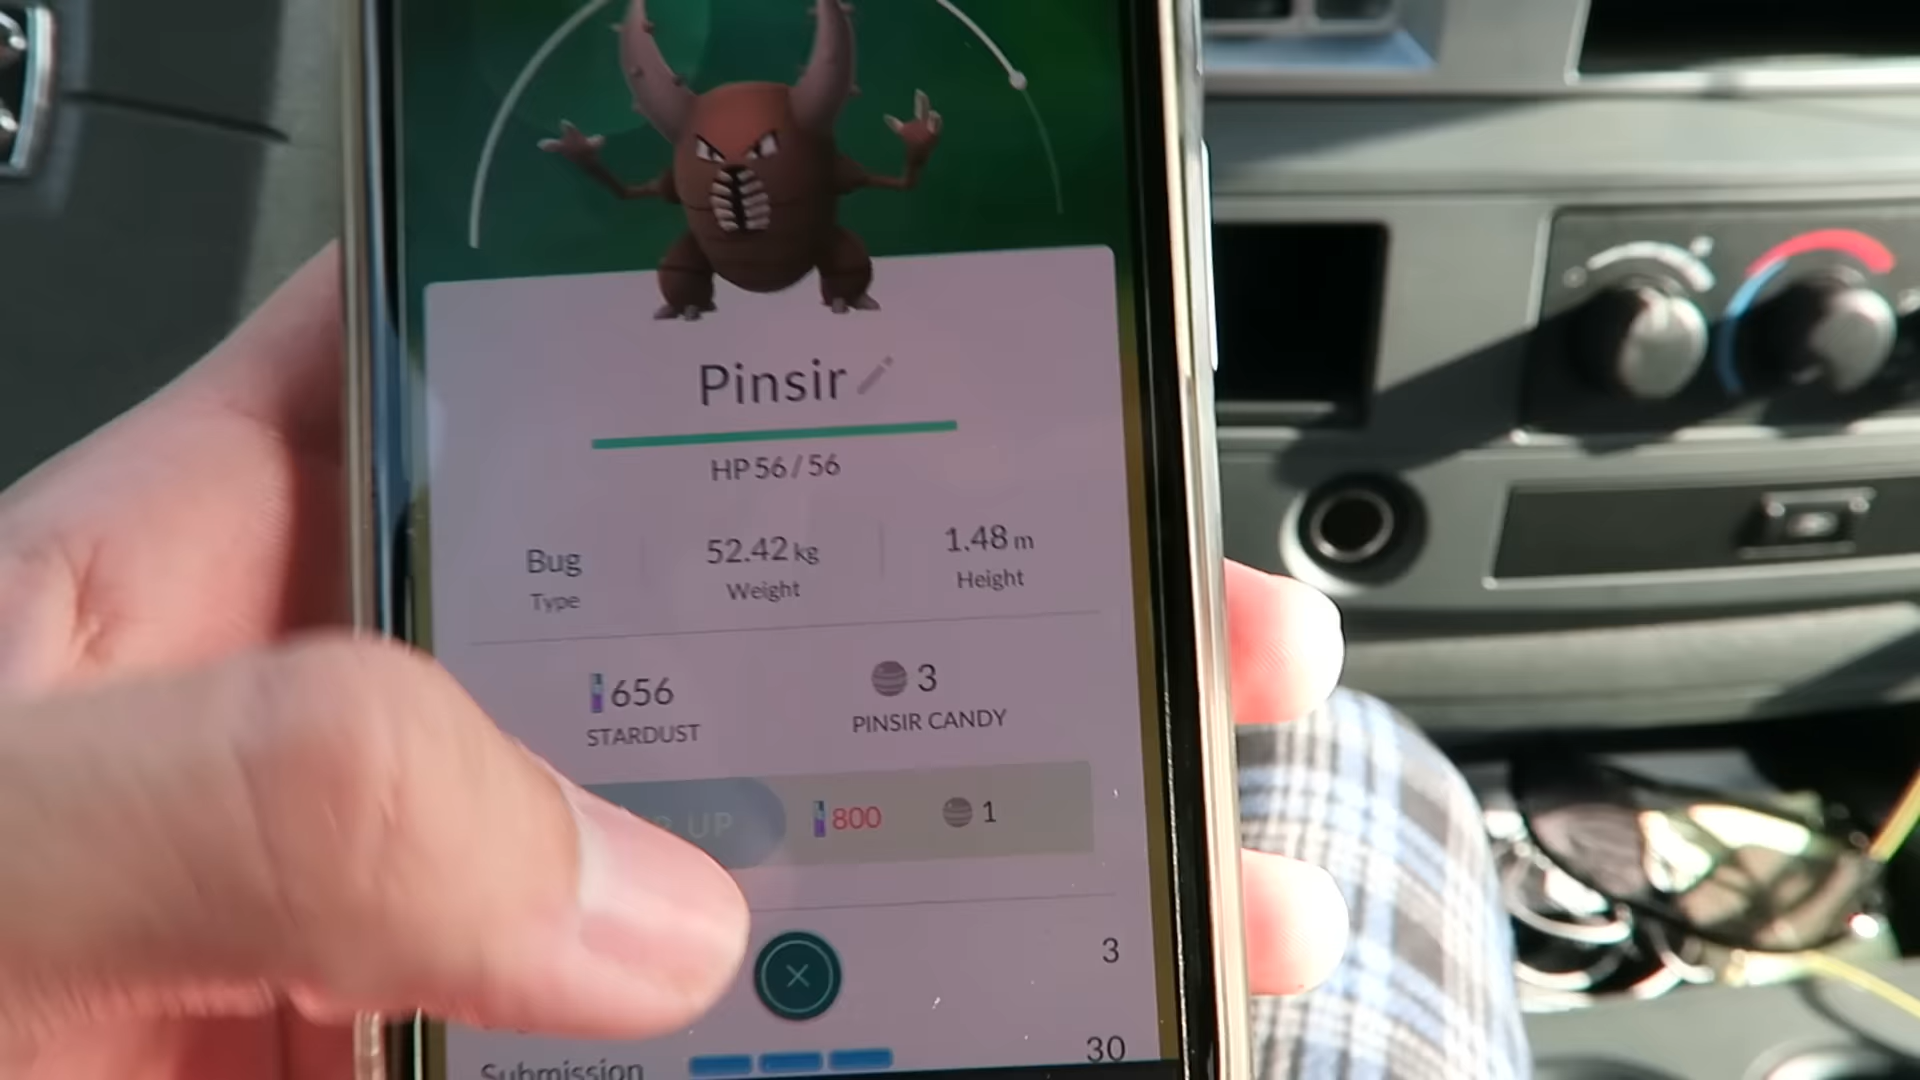 Pinsir
HP 56 / 56
Bug
Type
52.42 kg
Weight
1.48 m
Height
656
STARDUST
3
PINSIR CANDY
UP
800
1
3
Submission
30